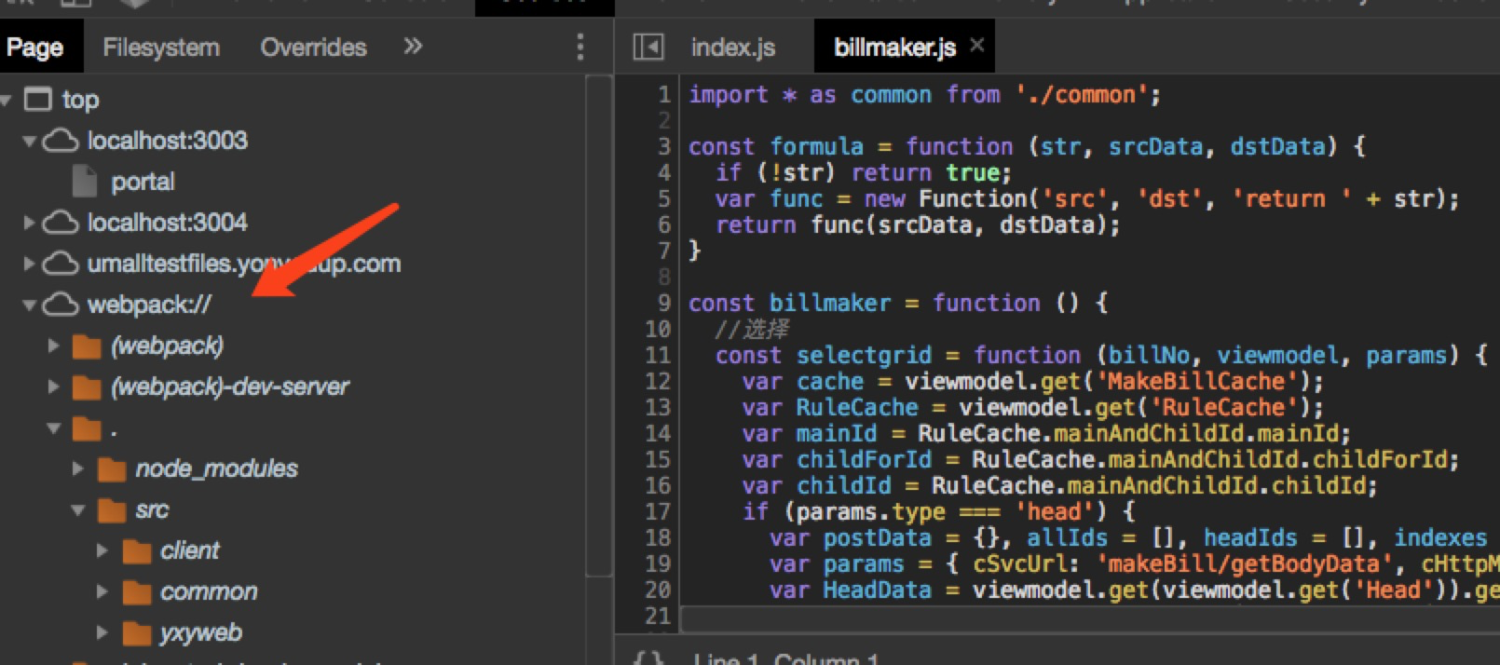 Page Filesystem Overrides »
top
localhost:3003
portal
localhost:3004
umalltestfiles.yon up.com
webpack://
(webpack)
(webpack)-dev-server
.
node_modules
src
client
common
yxyweb
index.js billmaker.js ×
1 import * as common from './common';
2
3 const formula = function (str, srcData, dstData) {
4 if (!str) return true;
5 var func = new Function('src', 'dst', 'return ' + str);
6 return func(srcData, dstData);
7 }
8
9 const billmaker = function () {
10 //选择
11 const selectgrid = function (billNo, viewmodel, params) {
12 var cache = viewmodel.get('MakeBillCache');
13 var RuleCache = viewmodel.get('RuleCache');
14 var mainId = RuleCache.mainAndChildId.mainId;
15 var childForId = RuleCache.mainAndChildId.childForId;
16 var childId = RuleCache.mainAndChildId.childId;
17 if (params.type === 'head') {
18 var postData = {}, allIds = [], headIds = [], indexes
19 var params = { cSvcUrl: 'makeBill/getBodyData', cHttpM
20 var HeadData = viewmodel.get(viewmodel.get('Head')).ge
21
{} Line 1, Column 1